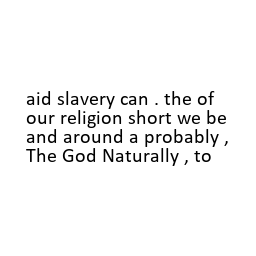 aid slavery can . the of
our religion short we be
and around a probably ,
The God Naturally , to